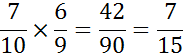 7/10 × 6/9 = 42/90 = 7/15